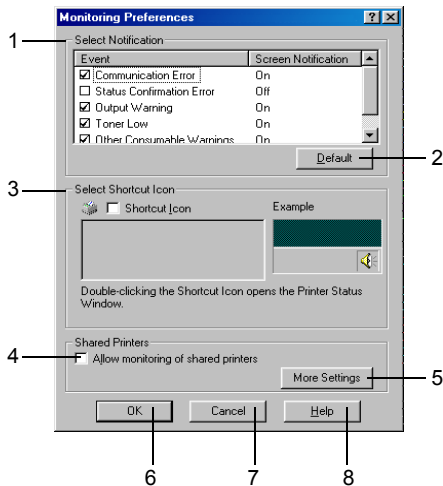 Monitoring Preferences
1
Select Notification
Event Screen Notification
Communication Error On
Status Confirmation Error Off
Output Warning On
Toner Low On
Other Consumable Warnings On
Default
2
3
Select Shortcut Icon
Shortcut Icon
Example
Double-clicking the Shortcut Icon opens the Printer Status
Window.
Shared Printers
4
Allow monitoring of shared printers
More Settings
5
OK Cancel Help
6 7 8